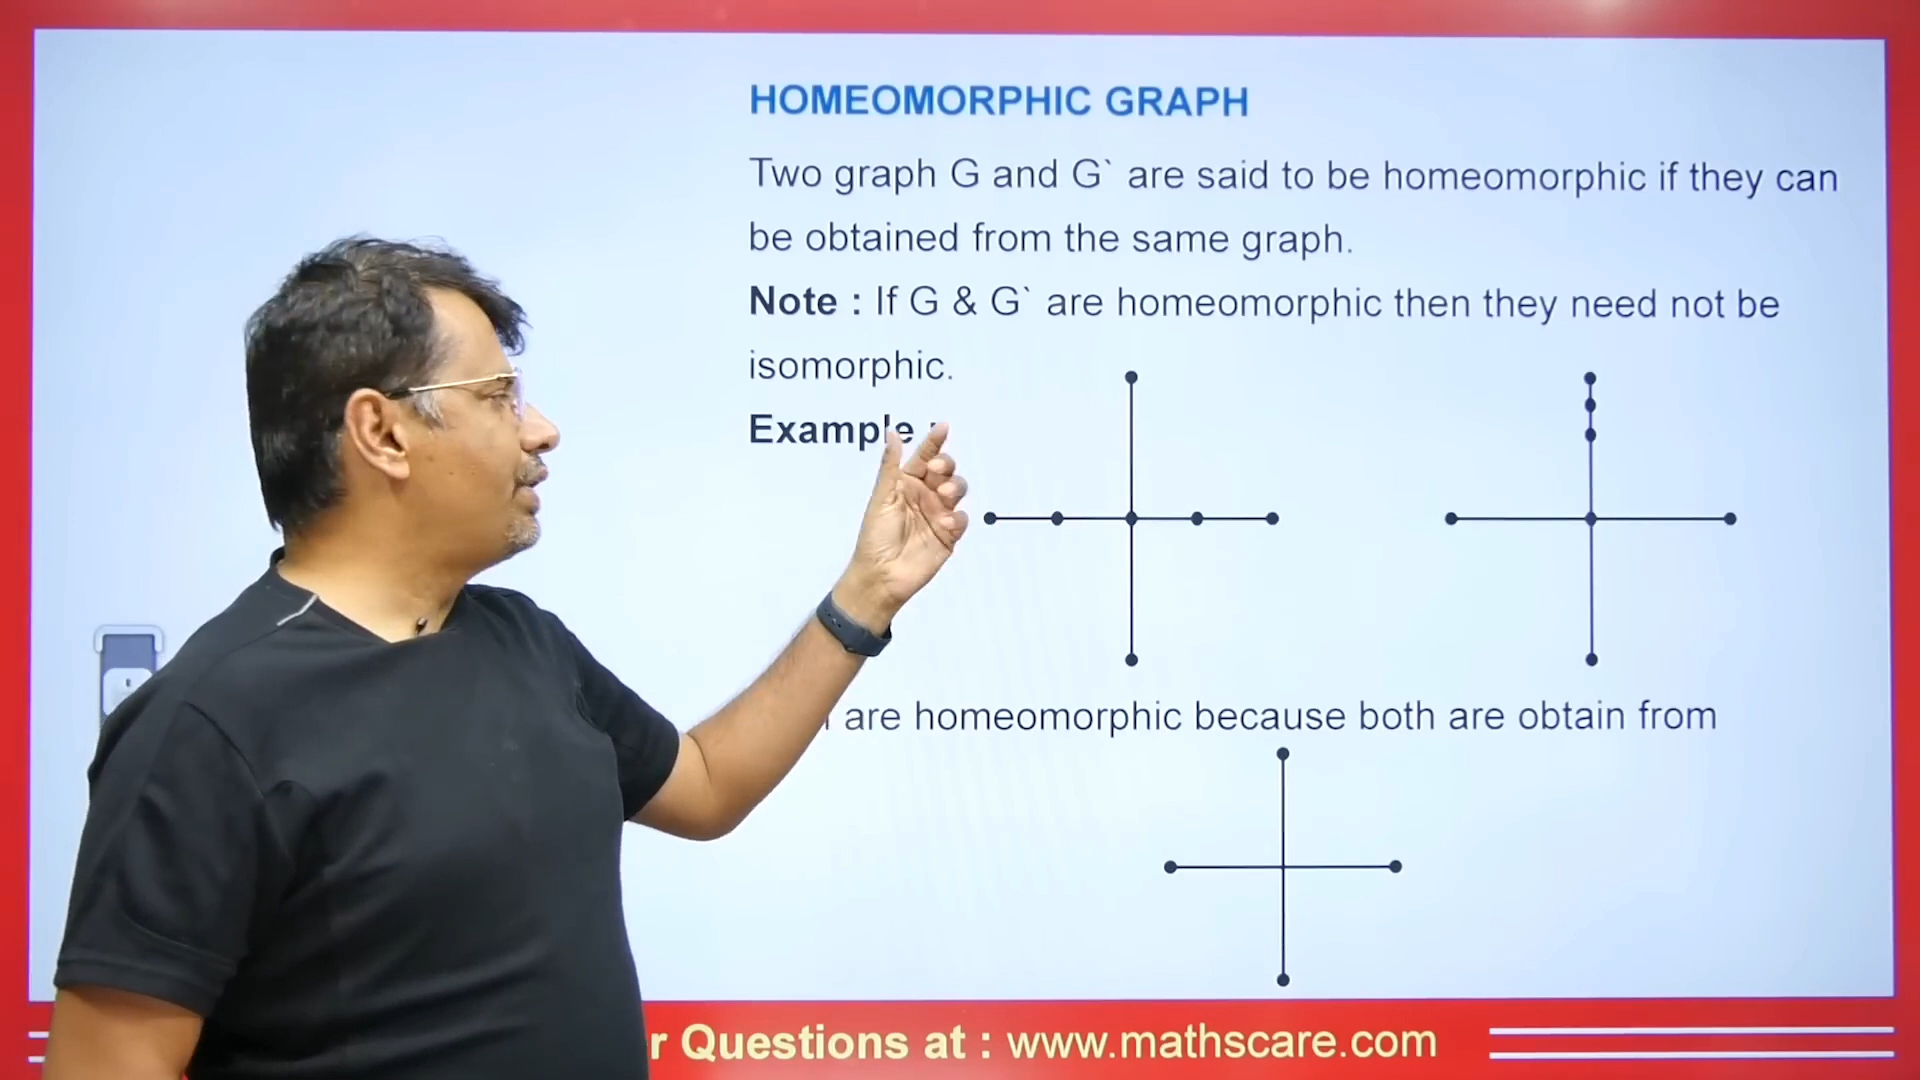 HOMEOMORPHIC GRAPH
Two graph G and G` are said to be homeomorphic if they can
be obtained from the same graph.
Note : If G & G` are homeomorphic then they need not be
isomorphic.
Example :
are homeomorphic because both are obtain from
r Questions at : www.mathscare.com